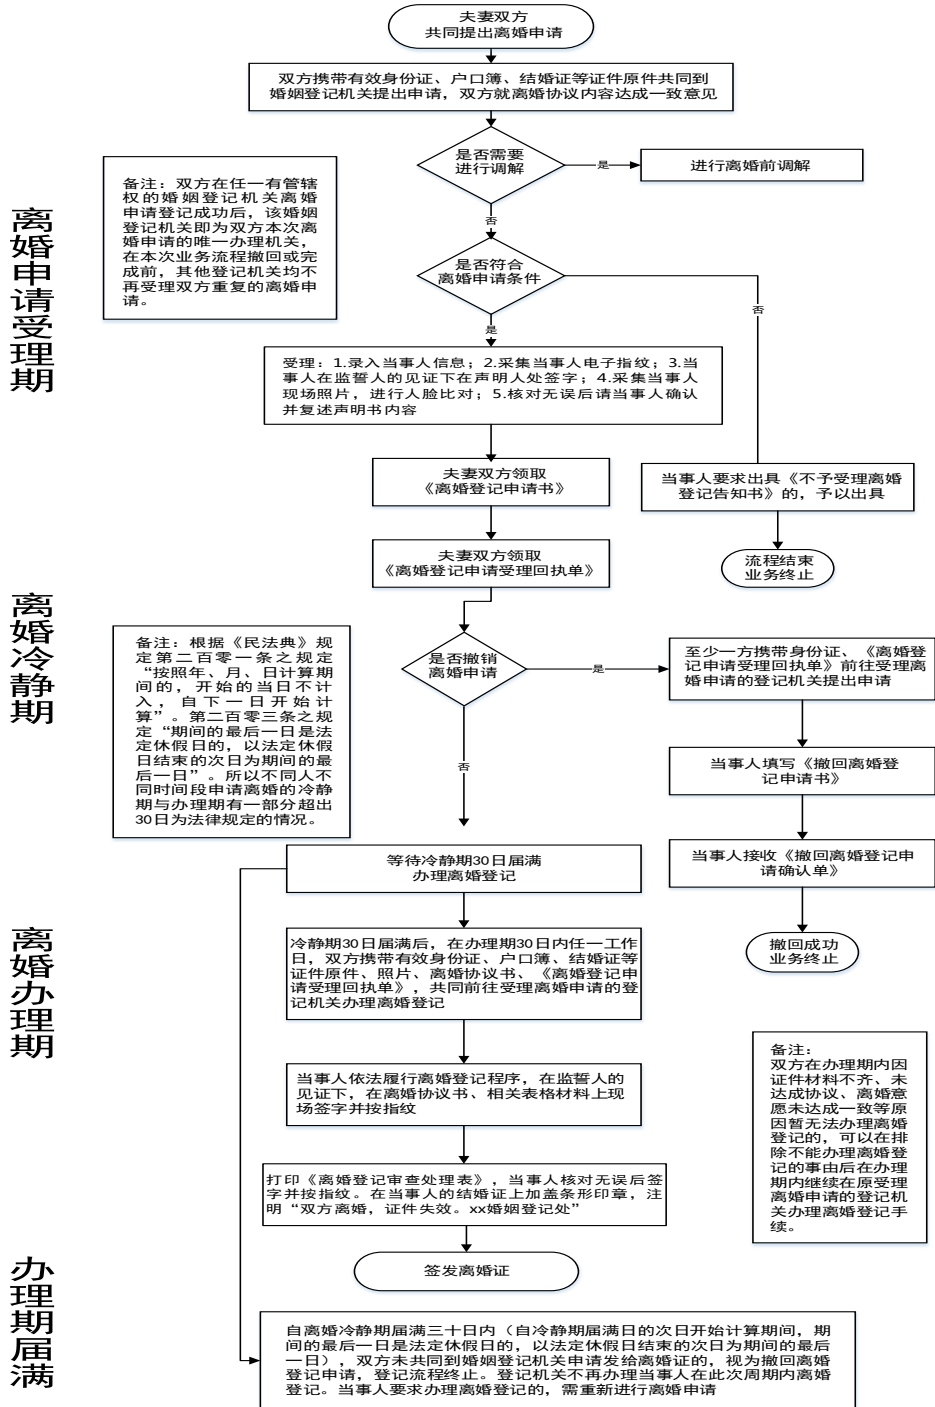 夫妻双方
共同提出离婚申请
双方携带有效身份证、户口簿、结婚证等证件原件共同到
婚姻登记机关提出申请，双方就离婚协议内容达成一致意见
是否需要
进行调解
是
进行离婚前调解
否
备注：双方在任一有管辖
权的婚姻登记机关离婚
申请登记成功后，该婚姻
登记机关即为双方本次离
婚申请的唯一办理机关，
在本次业务流程撤回或完
成前，其他登记机关均不
再受理双方重复的离婚申
请。
离婚申请受理期
是否符合
离婚申请条件
否
是
受理：1.录入当事人信息；2.采集当事人电子指纹；3.当
事人在监誓人的见证下在声明人处签字；4.采集当事人
现场照片，进行人脸比对；5.核对无误后请当事人确认
并复述声明书内容
夫妻双方领取
《离婚登记申请书》
当事人要求出具《不予受理离婚
登记告知书》的，予以出具
夫妻双方领取
《离婚登记申请受理回执单》
流程结束
业务终止
离婚冷静期
备注：根据《民法典》规
定第二百零一条之规定
“按照年、月、日计算期
间的，开始的当日不计
入，自下一日开始计
算”。第二百零三条之规
定“期间的最后一日是法
定休假日的，以法定休假
日结束的次日为期间的最
后一日”。所以不同人不
同时间段申请离婚的冷静
期与办理期有一部分超出
30日为法律规定的情况。
是否撤销
离婚申请
是
至少一方携带身份证、《离婚登
记申请受理回执单》前往受理离
婚申请的登记机关提出申请
否
当事人填写《撤回离婚登
记申请书》
当事人接收《撤回离婚登记申
请确认单》
撤回成功
业务终止
等待冷静期30日届满
办理离婚登记
离婚办理期
冷静期30日届满后，在办理期30日内任一工作
日，双方携带有效身份证、户口簿、结婚证等
证件原件、照片、离婚协议书、《离婚登记申
请受理回执单》，共同前往受理离婚申请的登
记机关办理离婚登记
当事人依法履行离婚登记程序，在监誓人的
见证下，在离婚协议书、相关表格材料上现
场签字并按指纹
备注：
双方在办理期内因
证件材料不齐、未
达成协议、离婚意
愿未达成一致等原
因暂无法办理离婚
登记的，可以在排
除不能办理离婚登
记的事由后在办理
期内继续在原受理
离婚申请的登记机
关办理离婚登记手
续。
打印《离婚登记审查处理表》，当事人核对无误后签
字并按指纹。在当事人的结婚证上加盖条形印章，注
明“双方离婚，证件失效。xx婚姻登记处”
签发离婚证
办理期届满
自离婚冷静期届满三十日内（自冷静期届满日的次日开始计算期间，期
间的最后一日是法定休假日的，以法定休假日结束的次日为期间的最后
一日），双方未共同到婚姻登记机关申请发给离婚证的，视为撤回离婚
登记申请，登记流程终止。登记机关不再办理当事人在此次周期内离婚
登记。当事人要求办理离婚登记的，需重新进行离婚申请